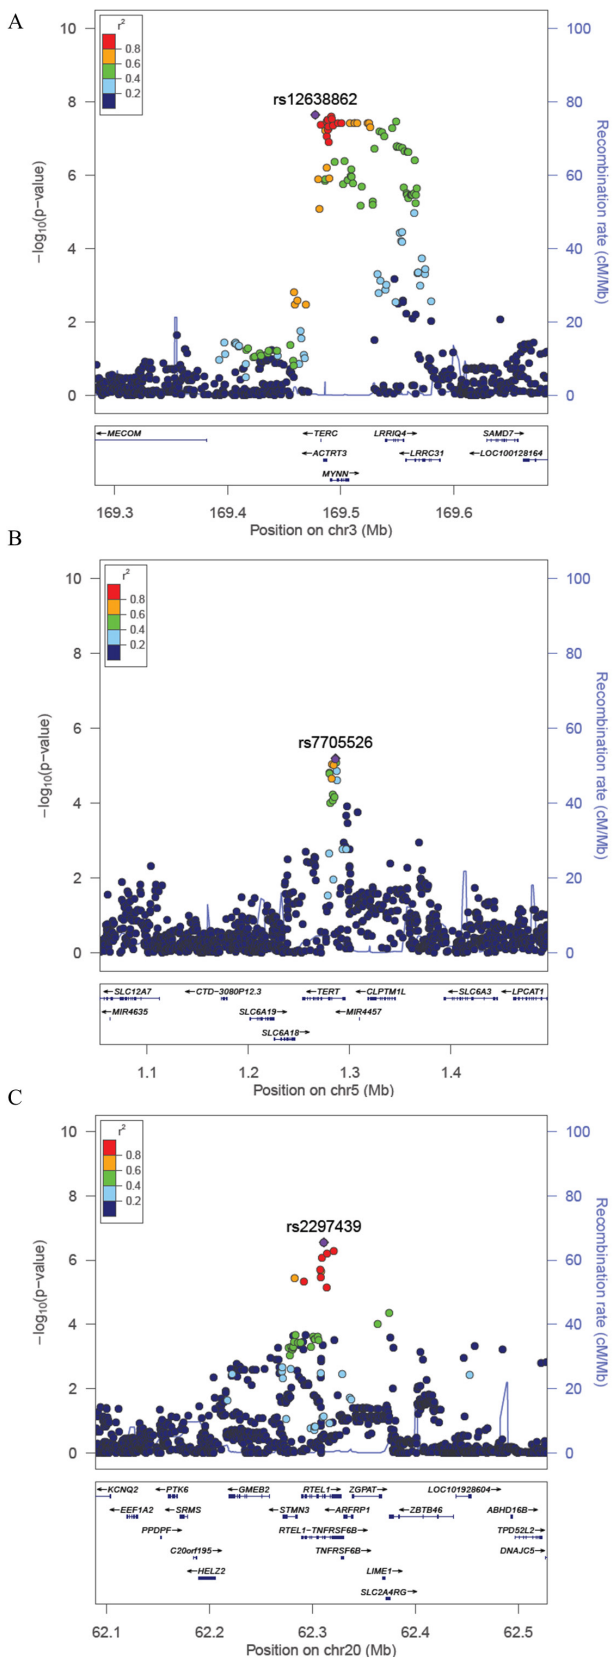 A
r²
0.8
0.6
0.4
0.2
10
8
6
4
2
0
−log₁₀(p−value)
100
80
60
40
20
0
Recombination rate (cM/Mb)
rs12638862
←MECOM
←TERC
LRRIQ4→
SAMD7→
←ACTRT3
←LRRC31
←LOC100128164
MYNN→
169.3 169.4 169.5 169.6
Position on chr3 (Mb)
B
r²
0.8
0.6
0.4
0.2
10
8
6
4
2
0
−log₁₀(p−value)
100
80
60
40
20
0
Recombination rate (cM/Mb)
rs7705526
←SLC12A7
←CTD−3080P12.3
←TERT
←CLPTM1L
←SLC6A3
←LPCAT1
←MIR4635
SLC6A19→
←MIR4457
SLC6A18→
1.1 1.2 1.3 1.4
Position on chr5 (Mb)
C
r²
0.8
0.6
0.4
0.2
10
8
6
4
2
0
−log₁₀(p−value)
100
80
60
40
20
0
Recombination rate (cM/Mb)
rs2297439
←KCNQ2
←PTK6
←GMEB2
RTEL1→
ZGPAT→
LOC101928604→
←EEF1A2
←SRMS
←STMN3
←ARFRP1
←ZBTB46
ABHD16B→
PPDPF→
RTEL1−TNFRSF6B→
TPD52L2→
C20orf195→
TNFRSF6B→
DNAJC5→
←HELZ2
LIME1→
SLC2A4RG→
62.1 62.2 62.3 62.4 62.5
Position on chr20 (Mb)